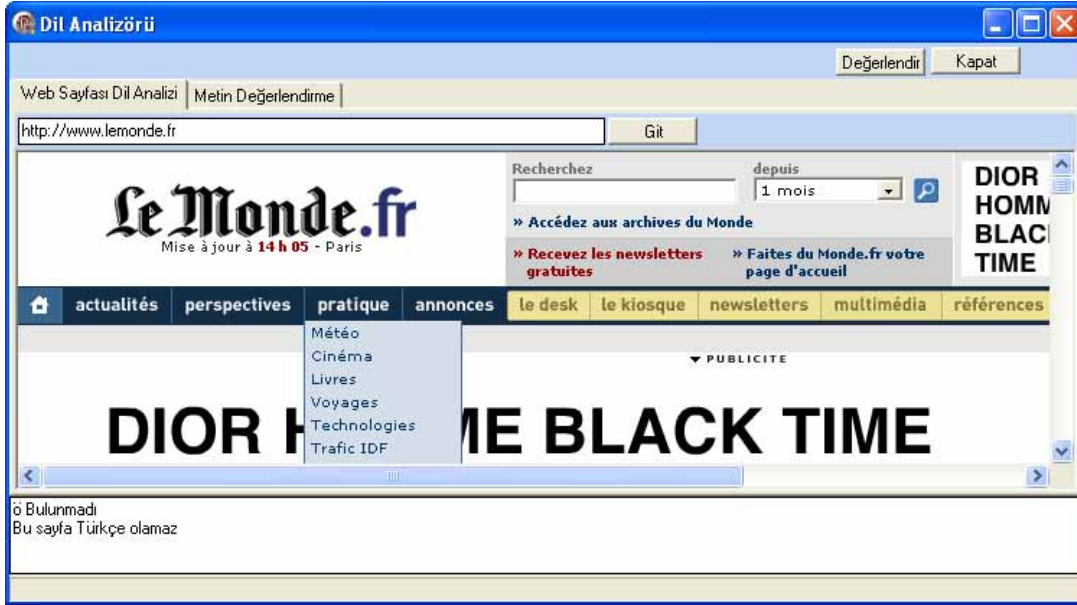 Dil Analizörü
Değerlendir Kapat
Web Sayfası Dil Analizi Metin Değerlendirme
http://www.lemonde.fr Git
Le Monde.fr
Mise à jour à 14 h 05 - Paris
Recherchez depuis
1 mois
» Accédez aux archives du Monde
» Recevez les newsletters gratuites
» Faites du Monde.fr votre page d'accueil
DIOR
HOMM
BLAC
TIME
actualités perspectives pratique annonces le desk le kiosque newsletters multimédia références
Météo
Cinéma
Livres
Voyages
Technologies
Trafic IDF
PUBLICITE
DIOR H ME BLACK TIME
ö Bulunmadı
Bu sayfa Türkçe olamaz